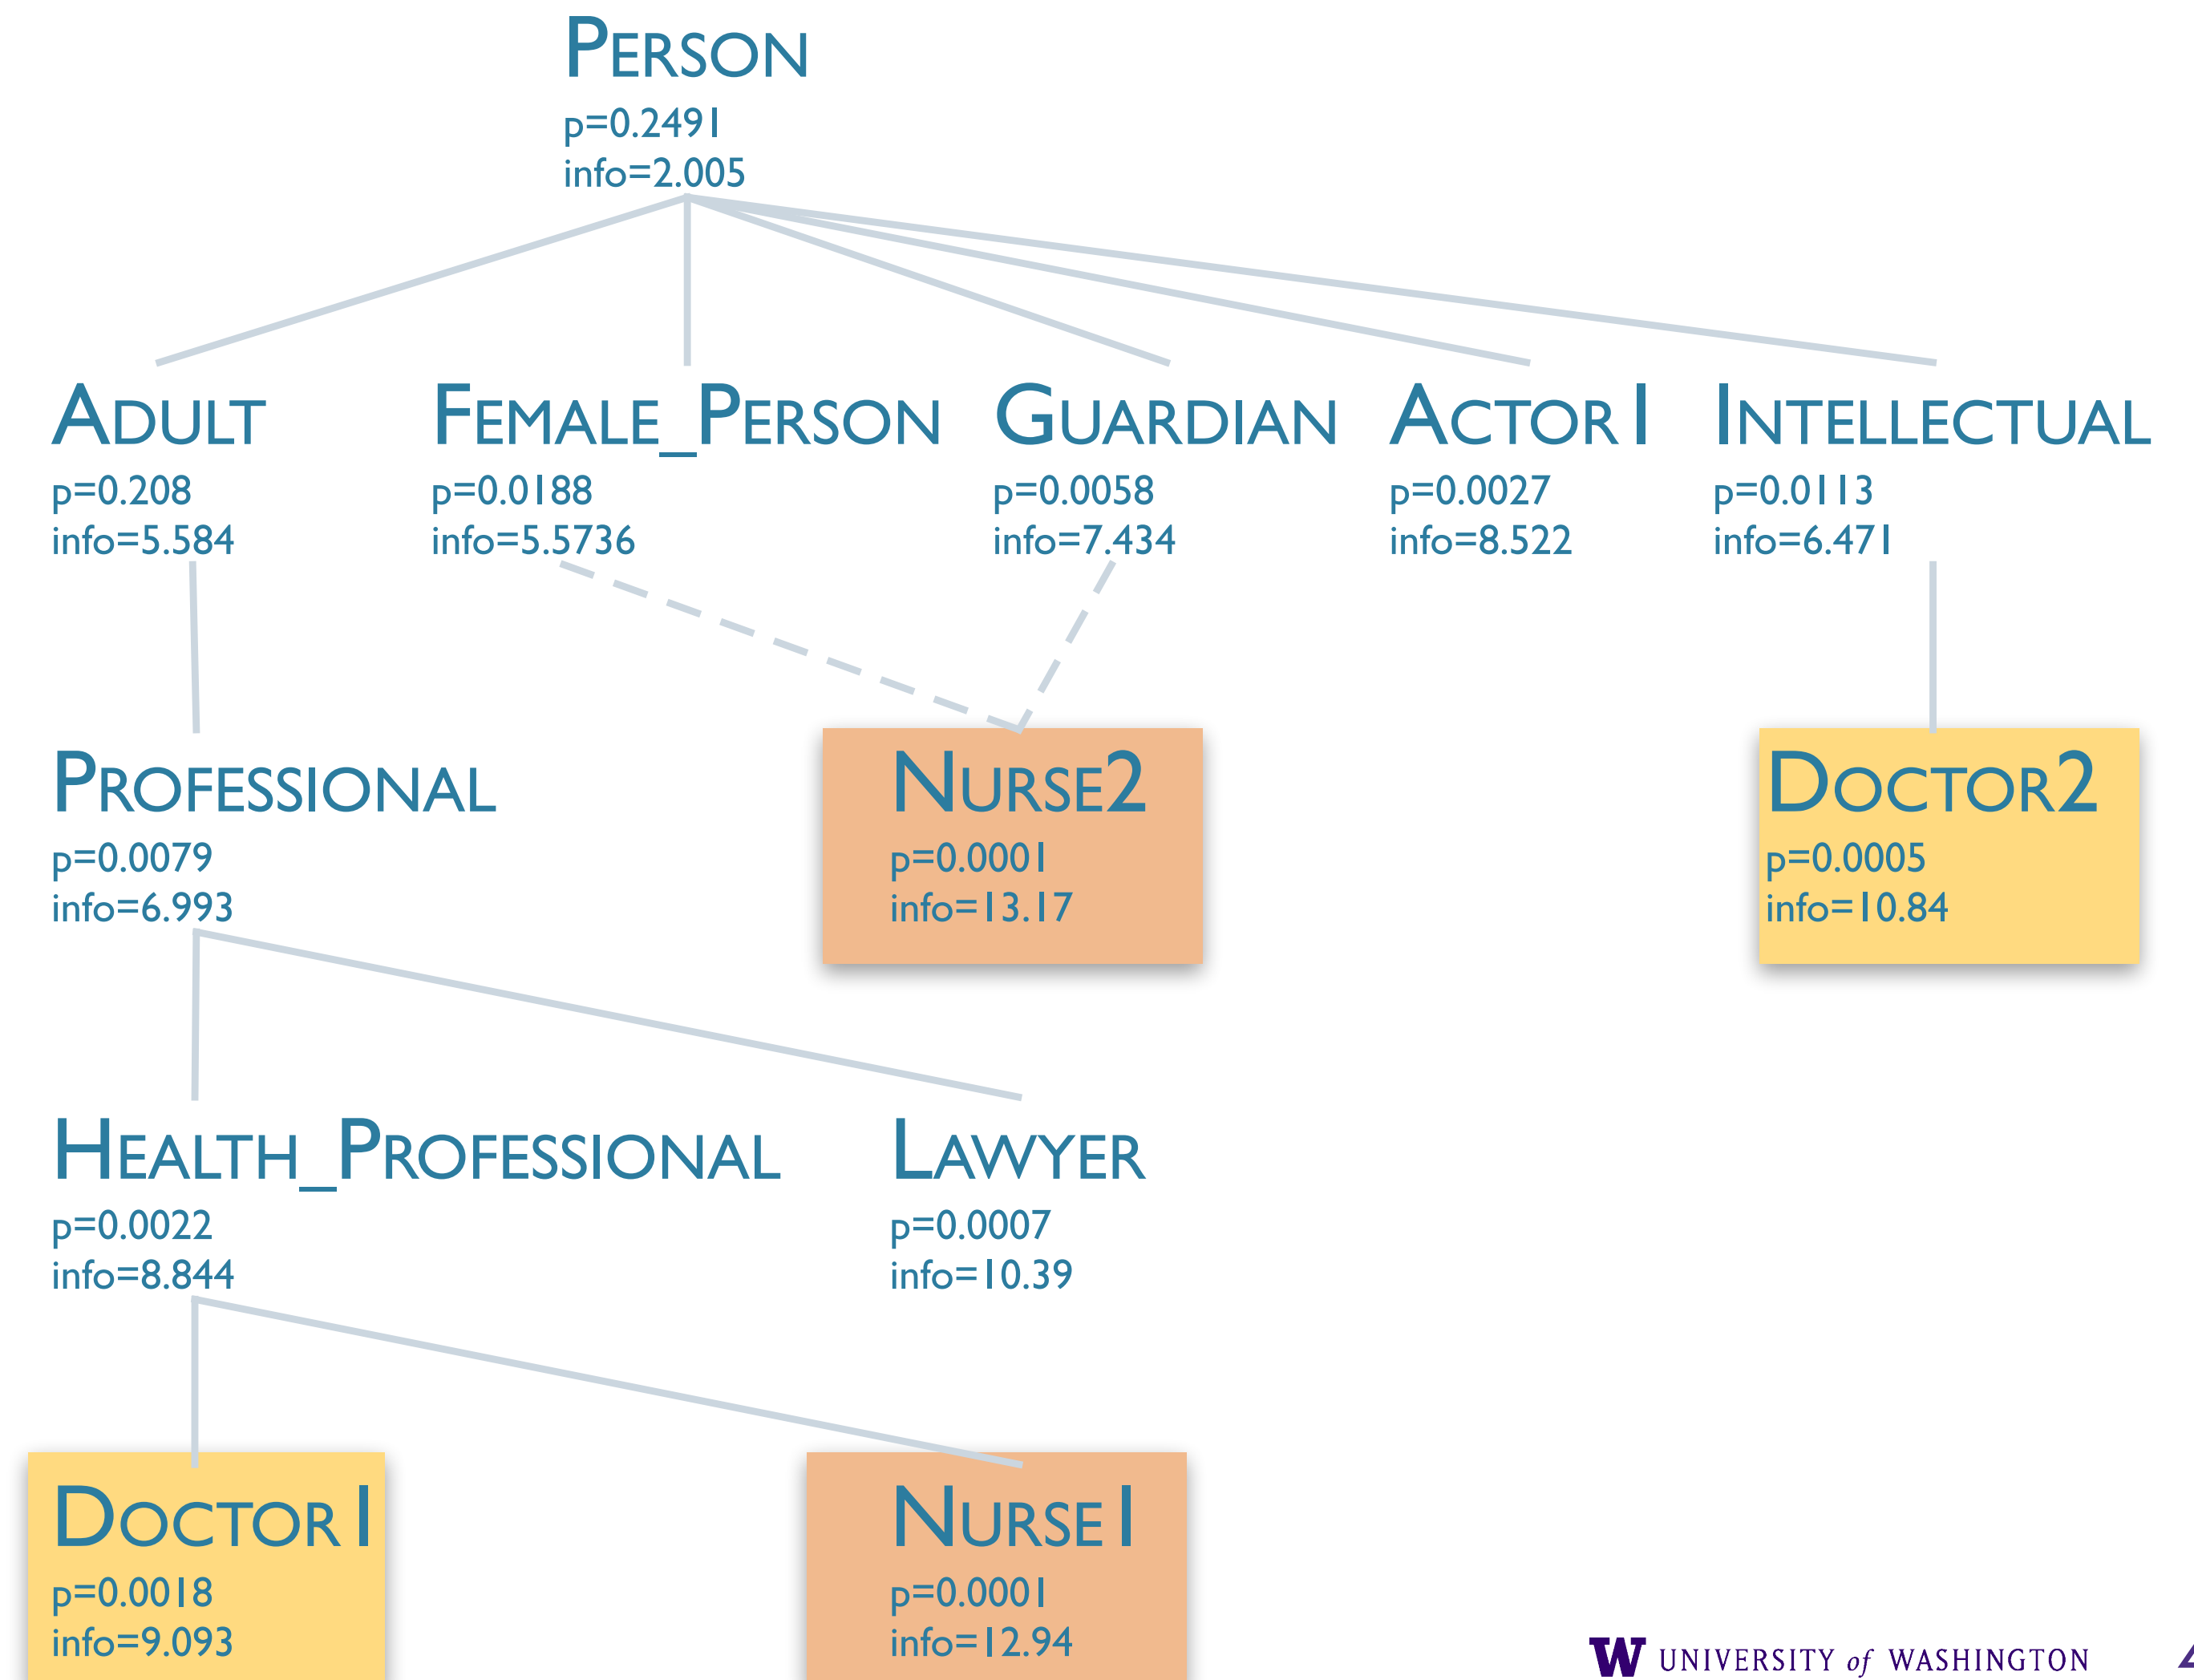 PERSON
p=0.2491
info=2.005
ADULT FEMALE_PERSON GUARDIAN ACTOR1 INTELLECTUAL
p=0.208 p=0.0188 p=0.0058 p=0.0027 p=0.0113
info=5.584 info=5.5736 info=7.434 info=8.522 info=6.471
PROFESSIONAL NURSE2 DOCTOR2
p=0.0079 p=0.0001 p=0.0005
info=6.993 info=13.17 info=10.84
HEALTH_PROFESSIONAL LAWYER
p=0.0022 p=0.0007
info=8.844 info=10.39
DOCTOR1 NURSE1
p=0.0018 p=0.0001
info=9.093 info=12.94
W UNIVERSITY of WASHINGTON